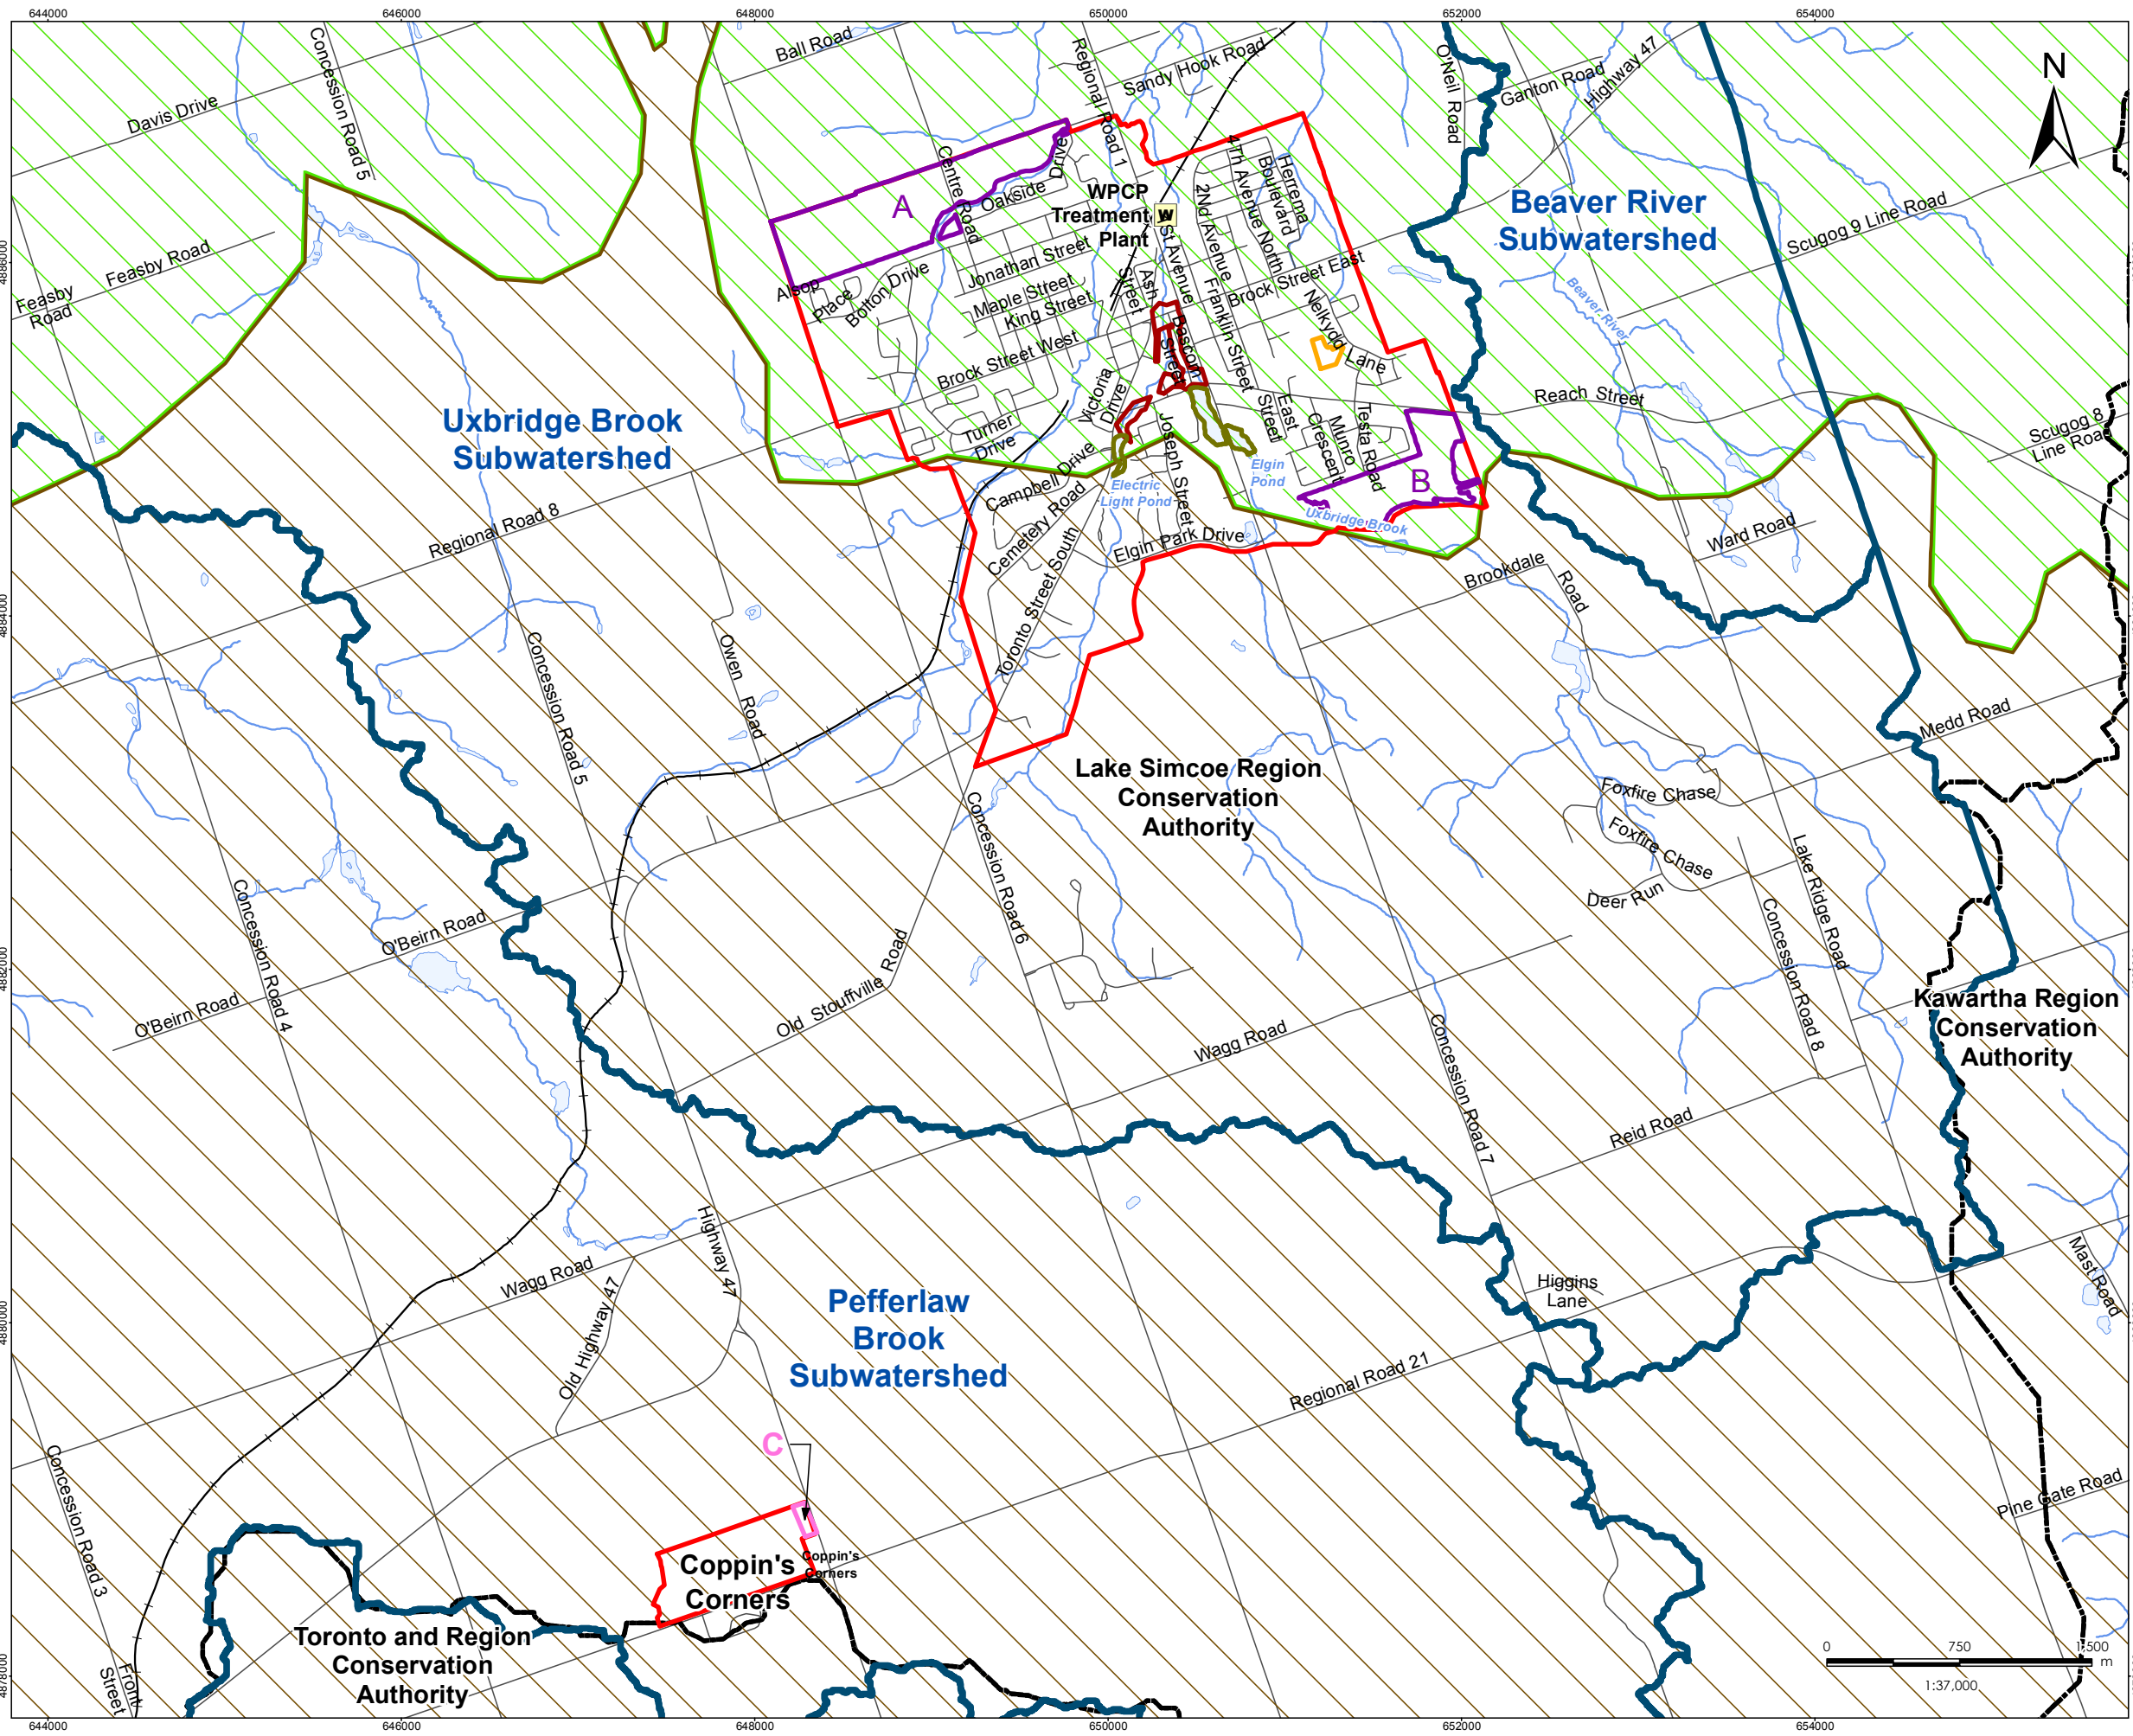 644000
646000
648000
650000
652000
654000
Ball Road
Concession Road 5
Regional Road 1
Sandy Hook Road
O'Neil Road
Ganton Road
Highway 47
N
Davis Drive
Centre Road
Drive
Oakside
WPCP
Treatment
Plant
W
4Th Avenue North
Boulevard
Herrema
2Nd Avenue
Beaver River
Subwatershed
Scugog 9 Line Road
A
Feasby Road
Feasby
Road
Jonathan Street
St Avenue
Ash
Street
Brock Street East
Alsop
Place
Bolton Drive
Maple Street
King Street
Franklin Street
Nelkydd Lane
Beaver River
Bascom
Street
Brock Street West
Victoria
Drive
Reach Street
Uxbridge Brook
Subwatershed
Turner
Drive
Joseph Street
East
Street
Munro
Crescent
Testa Road
Scugog 8
Line Road
Campbell Drive
Elgin
Pond
B
Electric
Light Pond
Cemetery Road
Uxbridge Brook
Regional Road 8
Elgin Park Drive
Ward Road
Brookdale
Road
Toronto Street South
Owen Road
Concession Road 5
Medd Road
Lake Simcoe Region
Conservation
Authority
Foxfire Chase
Foxfire Chase
Deer Run
Concession Road 6
Lake Ridge Road
Concession Road 8
Concession Road 4
O'Beirn Road
O'Beirn Road
Old Stouffville Road
Wagg Road
Concession Road 7
Kawartha Region
Conservation
Authority
Reid Road
Highway 47
Wagg Road
Old Highway 47
Higgins
Lane
Mast Road
Pefferlaw
Brook
Subwatershed
Regional Road 21
C
Concession Road 3
Pine Gate Road
Coppin's
Corners
Coppin's
Corners
Toronto and Region
Conservation
Authority
Front
Street
0 750 1,500
m
1:37,000
4886000
4884000
4882000
4880000
4878000
644000
646000
648000
650000
652000
654000